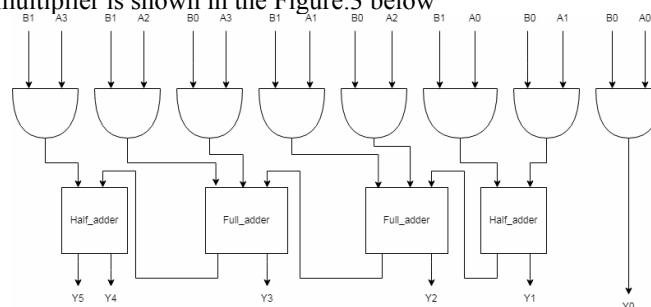 multiplier is shown in the Figure.3 below
B1 A3 B1 A2 B0 A3 B1 A1 B0 A2 B1 A0 B0 A1 B0 A0
Half_adder Full_adder Full_adder Half_adder
Y5 Y4 Y3 Y2 Y1 Y0